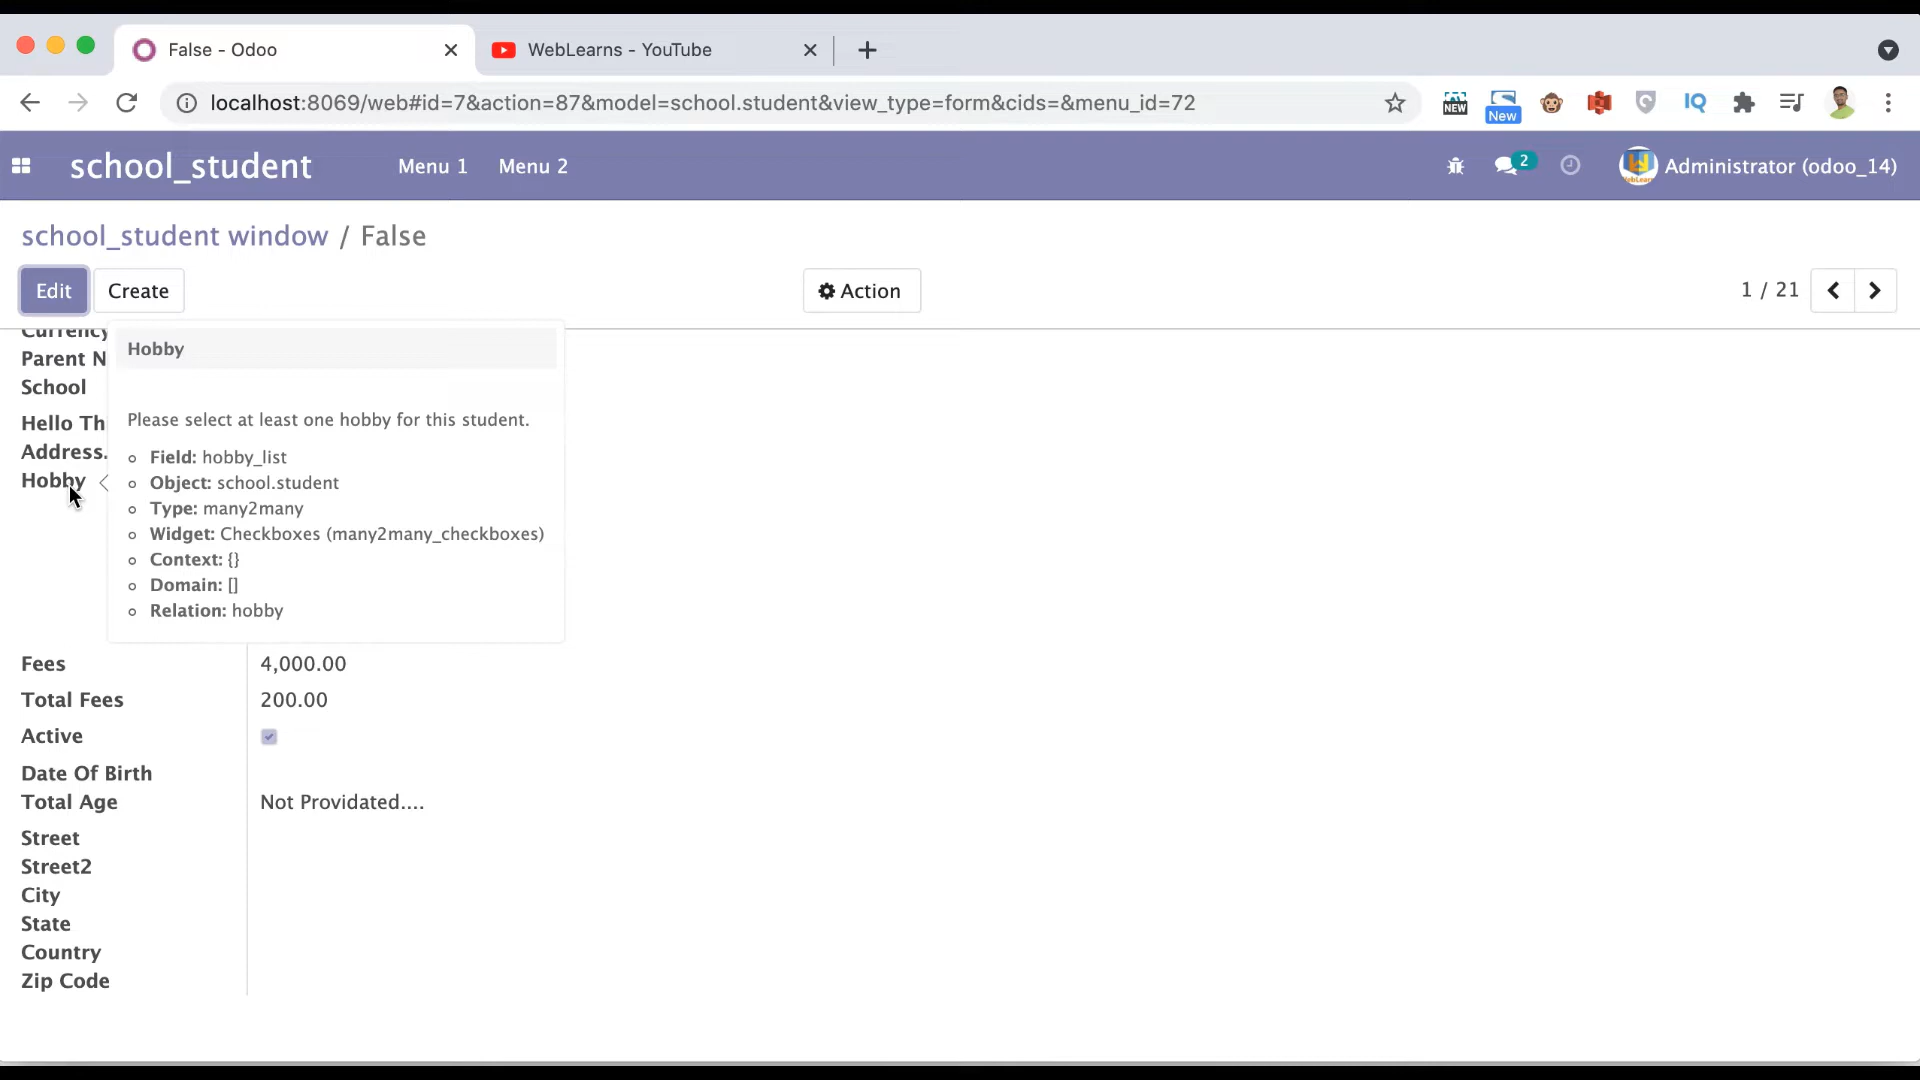 False - Odoo
WebLearns - YouTube
localhost:8069/web#id=7&action=87&model=school.student&view_type=form&cids=&menu_id=72
NEW
New
IQ
school_student
Menu 1
Menu 2
2
Administrator (odoo_14)
school_student window / False
Edit
Create
Action
1 / 21
Currency
Parent N
School
Hello Th
Address.
Hobby
Hobby
Please select at least one hobby for this student.
Field: hobby_list
Object: school.student
Type: many2many
Widget: Checkboxes (many2many_checkboxes)
Context: {}
Domain: []
Relation: hobby
Fees 4,000.00
Total Fees 200.00
Active
Date Of Birth
Total Age Not Providated....
Street
Street2
City
State
Country
Zip Code